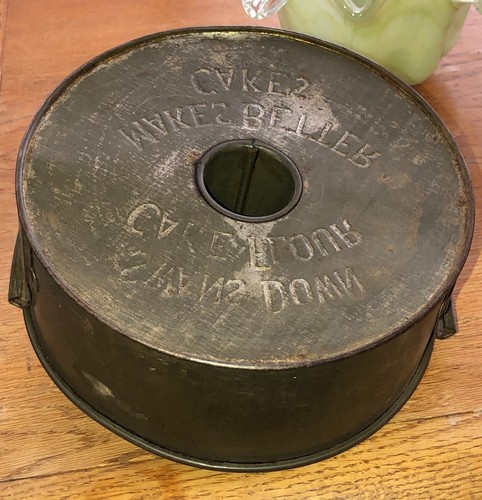 SWANS DOWN
CAKE FLOUR
MAKES BETTER
CAKES